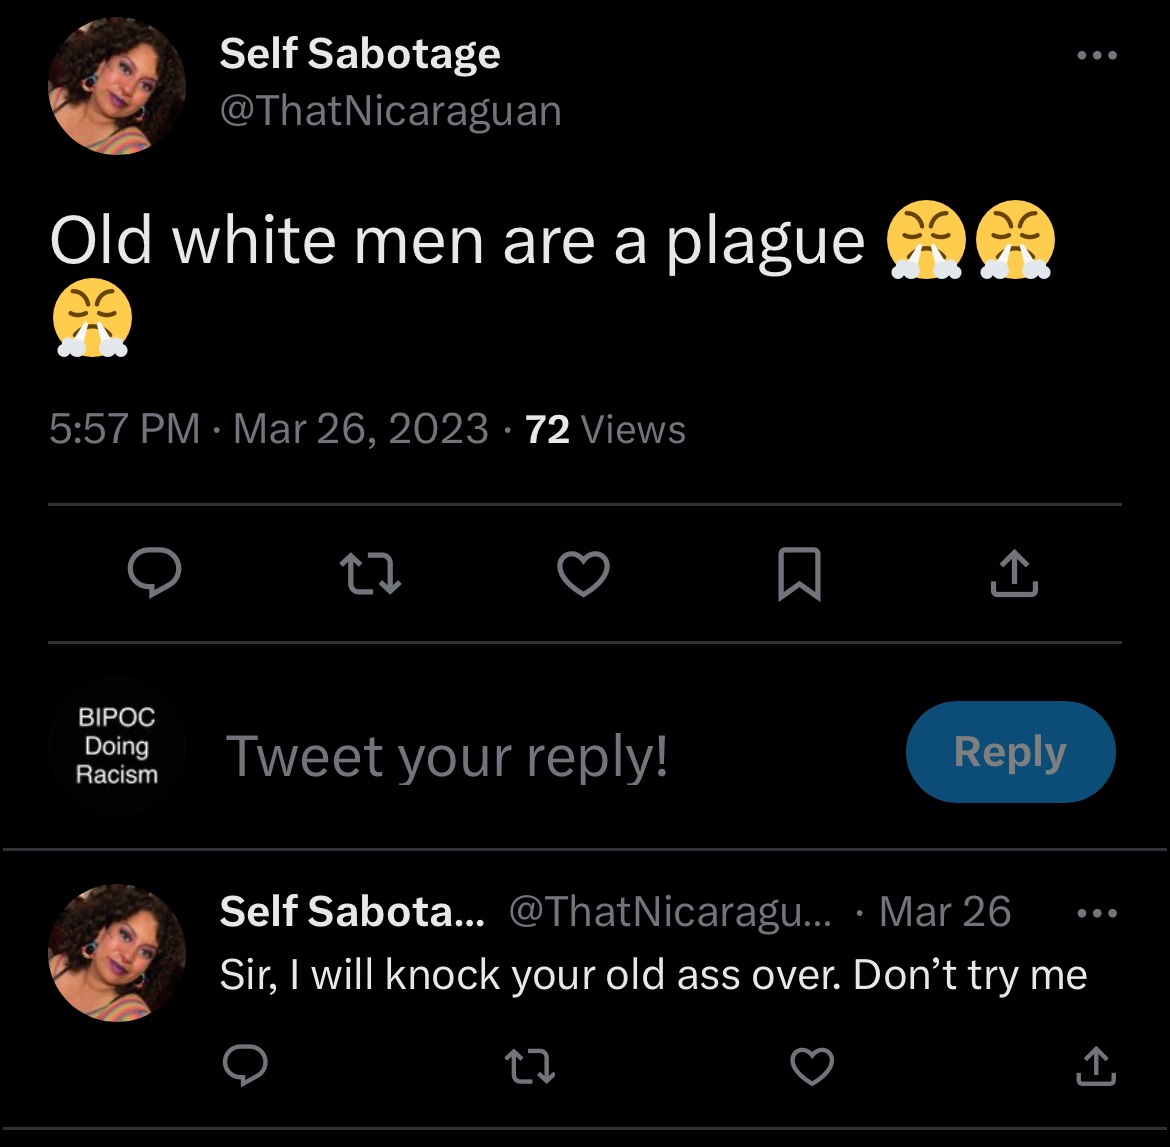 Self Sabotage
@ThatNicaraguan
Old white men are a plague 😤😤
😤
5:57 PM · Mar 26, 2023 · 72 Views
BIPOC
Doing
Racism
Tweet your reply!
Reply
Self Sabota... @ThatNicaragu... · Mar 26
Sir, I will knock your old ass over. Don’t try me